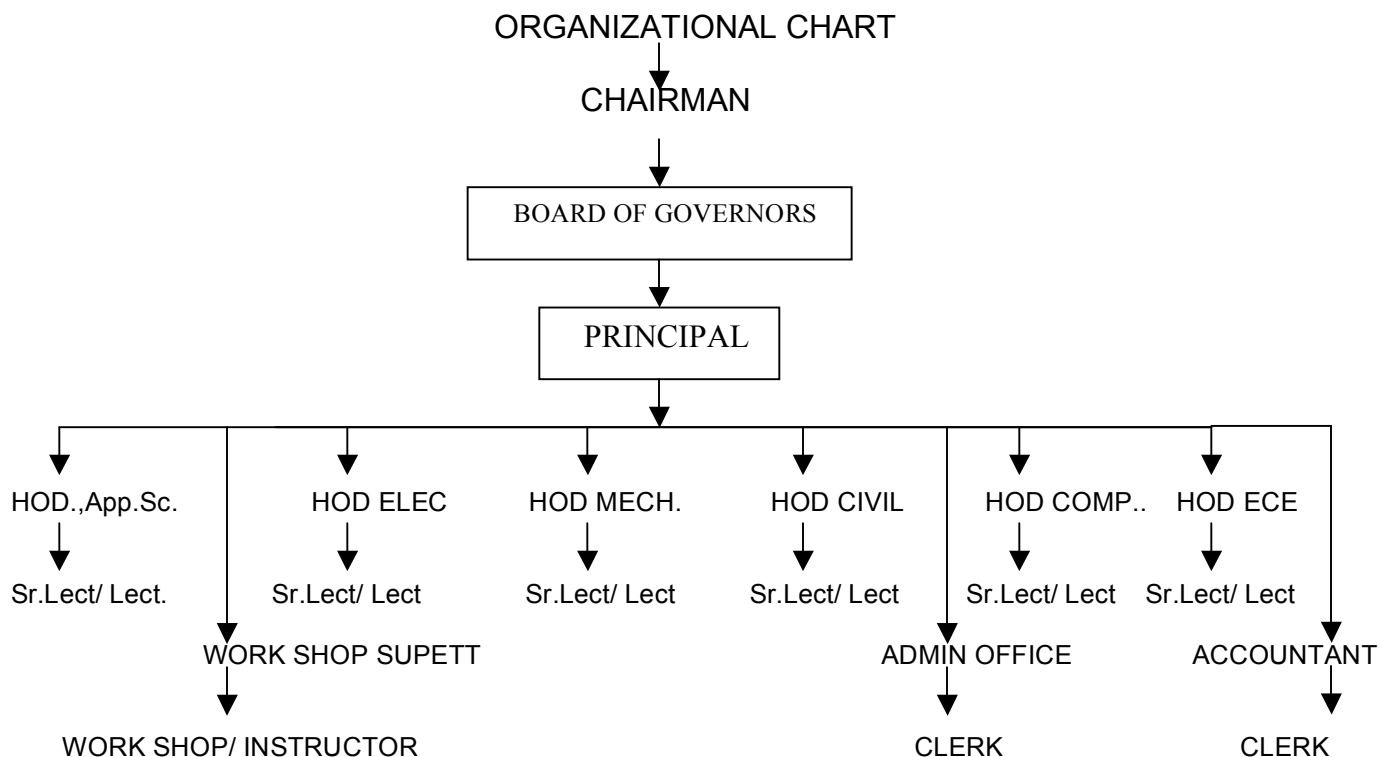 ORGANIZATIONAL CHART
CHAIRMAN
BOARD OF GOVERNORS
PRINCIPAL
HOD.,App.Sc. HOD ELEC HOD MECH. HOD CIVIL HOD COMP.. HOD ECE
Sr.Lect/ Lect. Sr.Lect/ Lect Sr.Lect/ Lect Sr.Lect/ Lect Sr.Lect/ Lect Sr.Lect/ Lect
WORK SHOP SUPETT ADMIN OFFICE ACCOUNTANT
WORK SHOP/ INSTRUCTOR CLERK CLERK